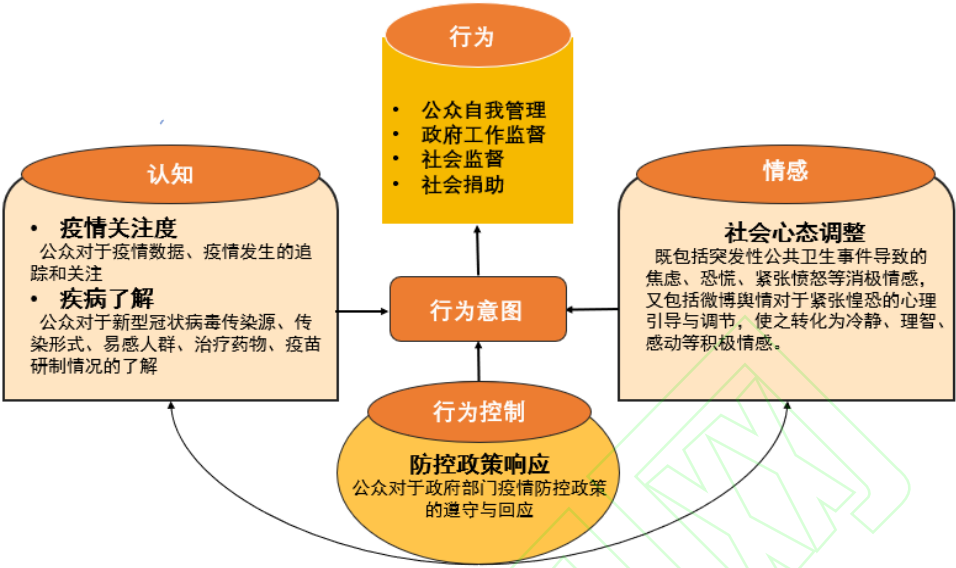 行为
• 公众自我管理
• 政府工作监督
• 社会监督
• 社会捐助
认知
• 疫情关注度
公众对于疫情数据、疫情发生的追
踪和关注
• 疾病了解
公众对于新型冠状病毒传染源、传
染形式、易感人群、治疗药物、疫苗
研制情况的了解
行为意图
情感
社会心态调整
既包括突发性公共卫生事件导致的
焦虑、恐慌、紧张愤怒等消极情感，
又包括微博舆情对于紧张惶恐的心理
引导与调节，使之转化为冷静、理智、
感动等积极情感。
行为控制
防控政策响应
公众对于政府部门疫情防控政策
的遵守与回应